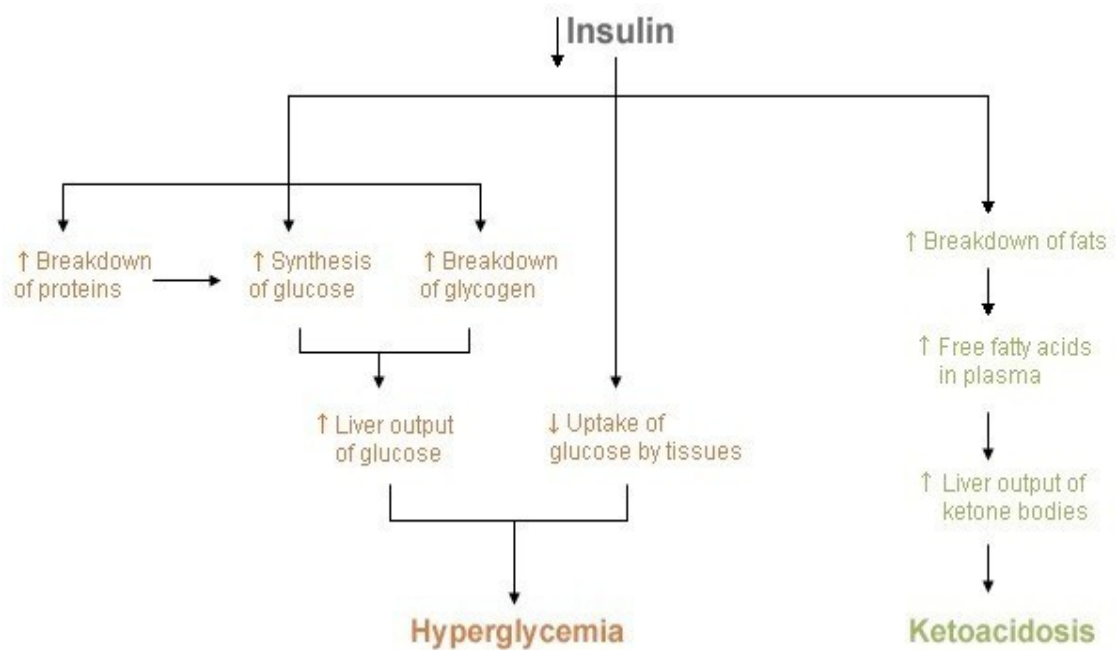 ↓ Insulin
↑ Breakdown
of proteins
↑ Synthesis
of glucose
↑ Breakdown
of glycogen
↑ Breakdown of fats
↑ Free fatty acids
in plasma
↑ Liver output
of glucose
↓ Uptake of
glucose by tissues
↑ Liver output of
ketone bodies
Hyperglycemia
Ketoacidosis